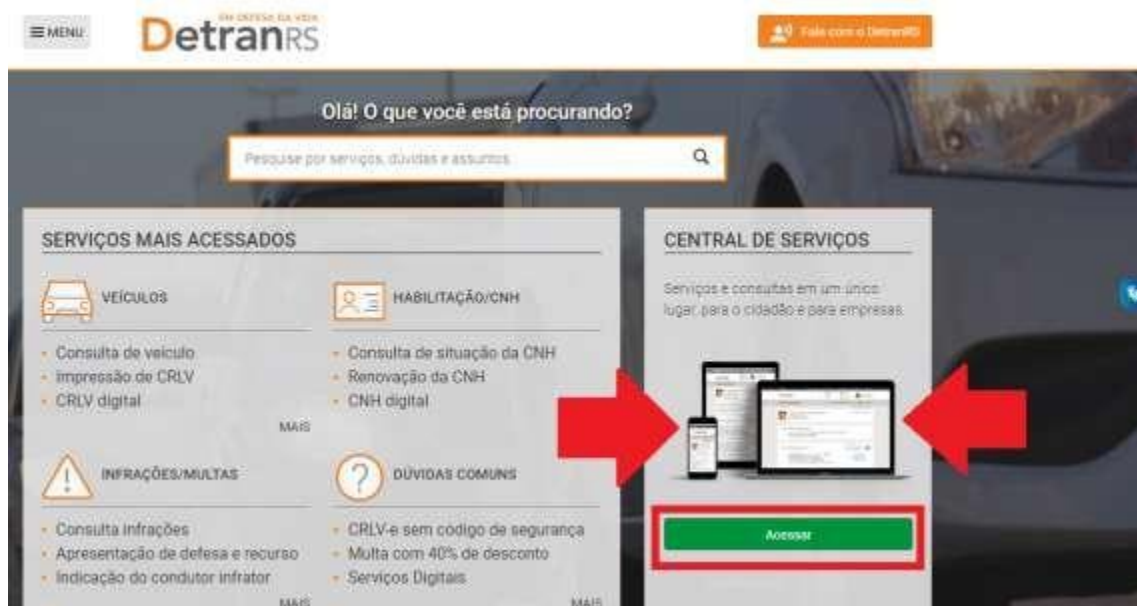 EM DEFESA DA VIDA
MENU
DetranRS
Fale com o DetranRS
Olá! O que você está procurando?
Pesquise por serviços, dúvidas e assuntos
SERVIÇOS MAIS ACESSADOS
VEÍCULOS
Consulta de veículo
Impressão de CRLV
CRLV digital
MAIS
HABILITAÇÃO/CNH
Consulta de situação da CNH
Renovação da CNH
CNH digital
INFRAÇÕES/MULTAS
Consulta infrações
Apresentação de defesa e recurso
Indicação do condutor infrator
MAIS
DÚVIDAS COMUNS
CRLV-e sem código de segurança
Multa com 40% de desconto
Serviços Digitais
MAIS
CENTRAL DE SERVIÇOS
Serviços e consultas em um único
lugar, para o cidadão e para empresas.
Acessar